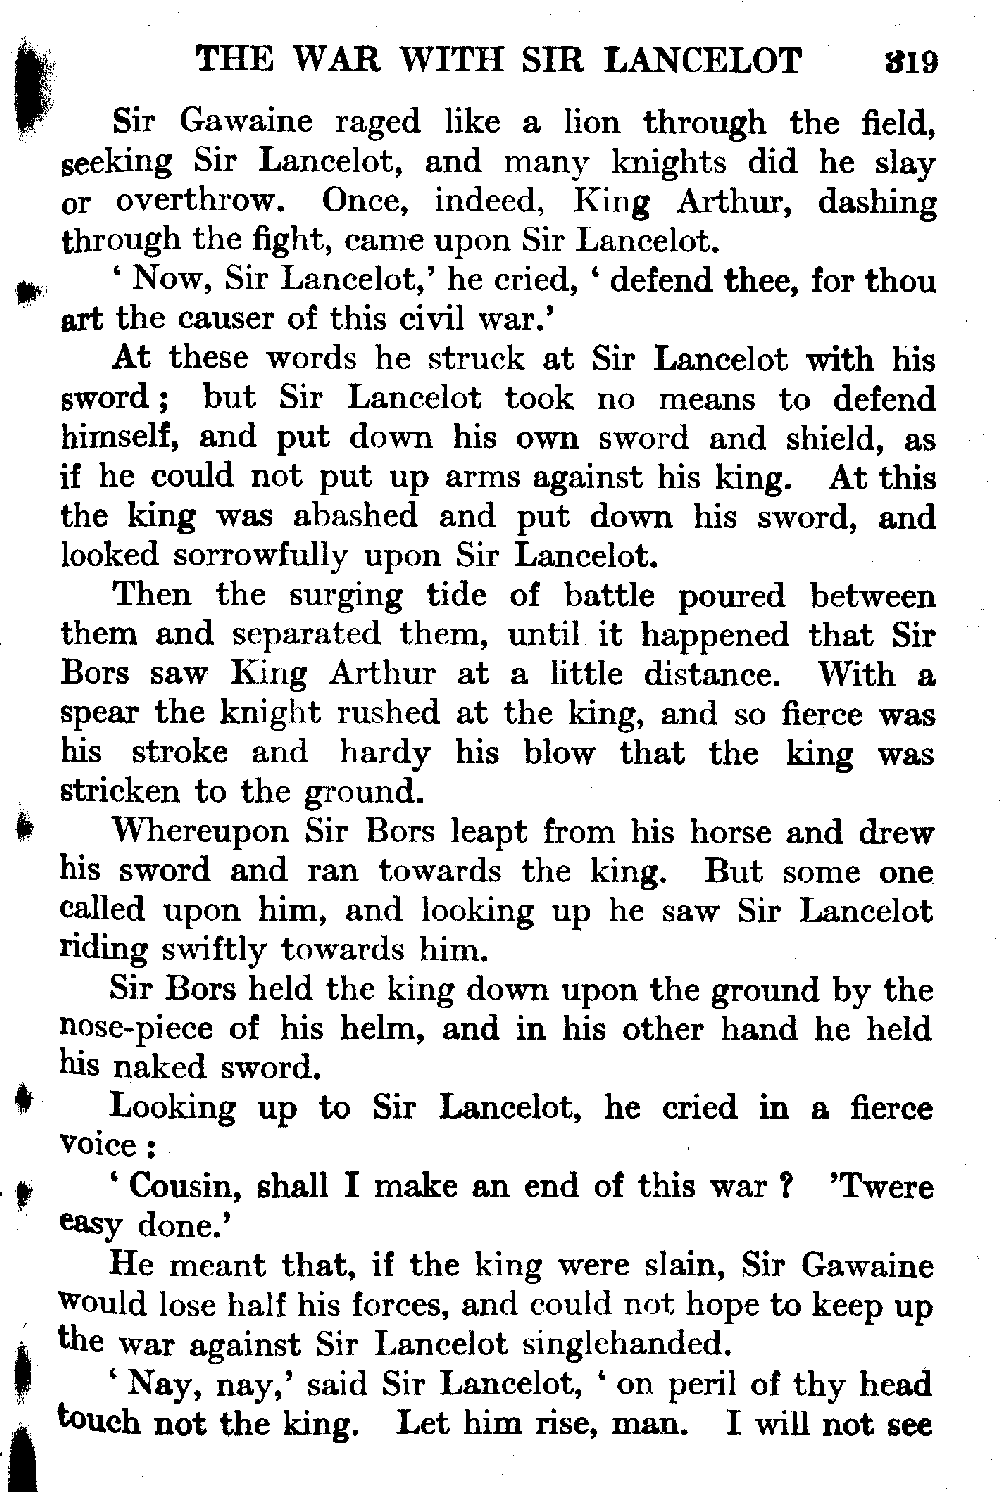 THE WAR WITH SIR LANCELOT 319
Sir Gawaine raged like a lion through the field,
seeking Sir Lancelot, and many knights did he slay
or overthrow. Once, indeed, King Arthur, dashing
through the fight, came upon Sir Lancelot.
‘ Now, Sir Lancelot,’ he cried, ‘ defend thee, for thou
art the causer of this civil war.’
At these words he struck at Sir Lancelot with his
sword ; but Sir Lancelot took no means to defend
himself, and put down his own sword and shield, as
if he could not put up arms against his king. At this
the king was abashed and put down his sword, and
looked sorrowfully upon Sir Lancelot.
Then the surging tide of battle poured between
them and separated them, until it happened that Sir
Bors saw King Arthur at a little distance. With a
spear the knight rushed at the king, and so fierce was
his stroke and hardy his blow that the king was
stricken to the ground.
Whereupon Sir Bors leapt from his horse and drew
his sword and ran towards the king. But some one
called upon him, and looking up he saw Sir Lancelot
riding swiftly towards him.
Sir Bors held the king down upon the ground by the
nose-piece of his helm, and in his other hand he held
his naked sword.
Looking up to Sir Lancelot, he cried in a fierce
voice :
‘ Cousin, shall I make an end of this war ? ’Twere
easy done.’
He meant that, if the king were slain, Sir Gawaine
would lose half his forces, and could not hope to keep up
the war against Sir Lancelot singlehanded.
‘ Nay, nay,’ said Sir Lancelot, ‘ on peril of thy head
touch not the king. Let him rise, man. I will not see